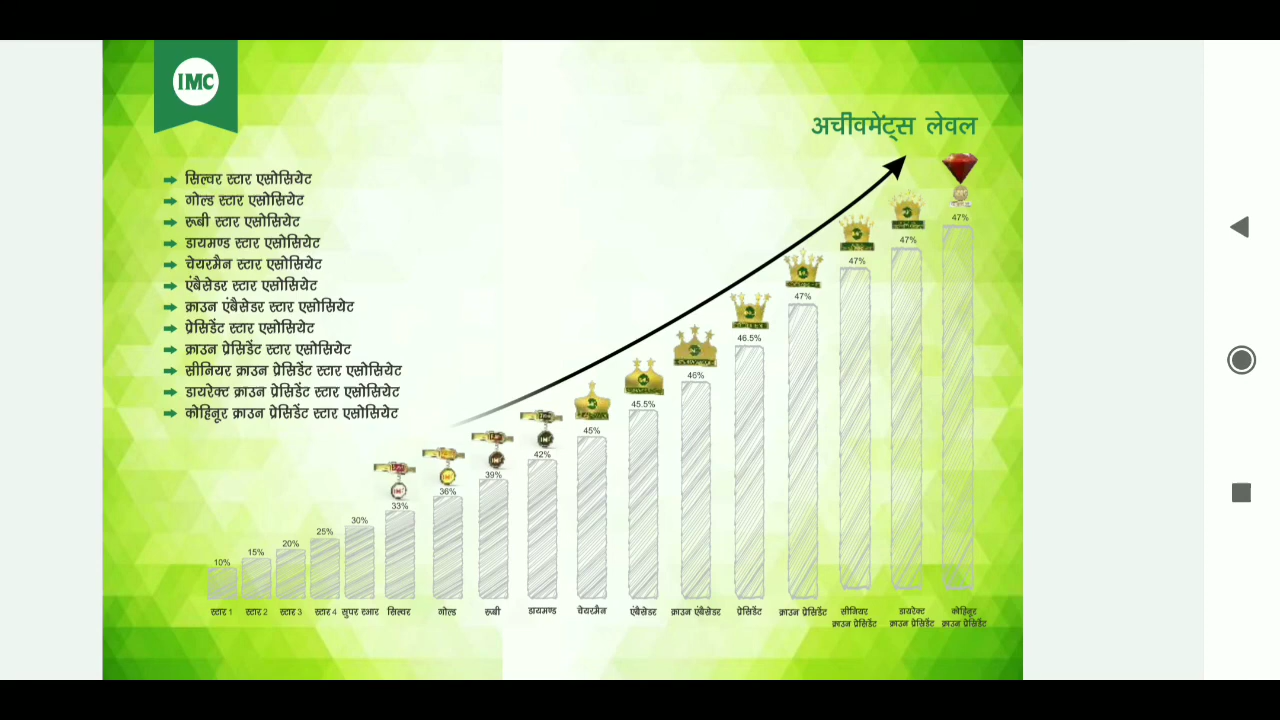 IMC
अचीवमेंट्स लेवल
सिल्वर स्टार एसोसियेट
गोल्ड स्टार एसोसियेट
रूबी स्टार एसोसियेट
डायमण्ड स्टार एसोसियेट
चेयरमैन स्टार एसोसियेट
एंबैसेडर स्टार एसोसियेट
क्राउन एंबैसेडर स्टार एसोसियेट
प्रेसिडेंट स्टार एसोसियेट
क्राउन प्रेसिडेंट स्टार एसोसियेट
सीनियर क्राउन प्रेसिडेंट स्टार एसोसियेट
डायरेक्ट क्राउन प्रेसिडेंट स्टार एसोसियेट
कोहिनूर क्राउन प्रेसिडेंट स्टार एसोसियेट
10%
15%
20%
25%
30%
33%
36%
39%
42%
45%
45.5%
46%
46.5%
47%
47%
47%
47%
स्टार 1
स्टार 2
स्टार 3
स्टार 4
सुपर स्टार
सिल्वर
गोल्ड
रूबी
डायमण्ड
चेयरमैन
एंबैसेडर
क्राउन एंबैसेडर
प्रेसिडेंट
क्राउन प्रेसिडेंट
सीनियर
क्राउन प्रेसिडेंट
डायरेक्ट
क्राउन प्रेसिडेंट
कोहिनूर
क्राउन प्रेसिडेंट